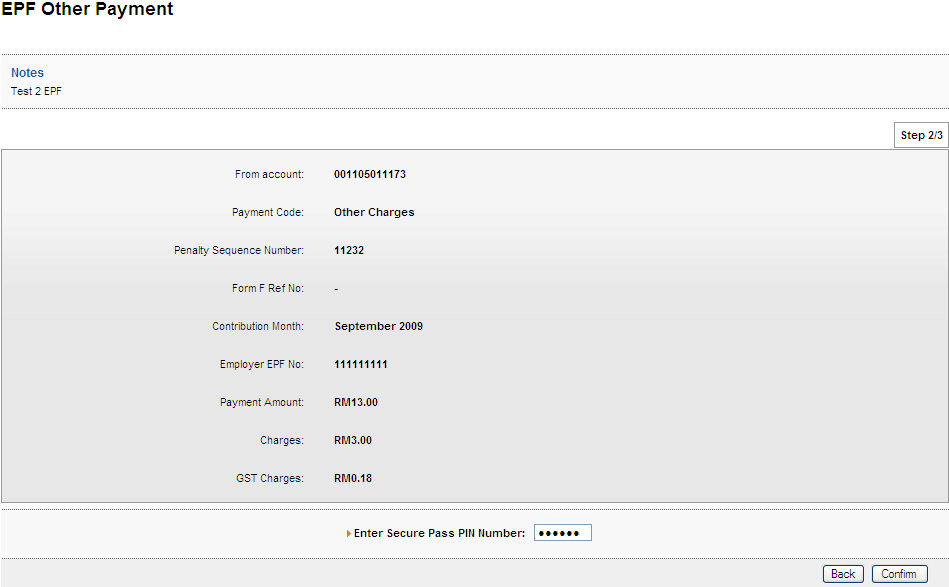 EPF Other Payment
Notes
Test 2 EPF
Step 2/3
From account: 001105011173
Payment Code: Other Charges
Penalty Sequence Number: 11232
Form F Ref No: -
Contribution Month: September 2009
Employer EPF No: 111111111
Payment Amount: RM13.00
Charges: RM3.00
GST Charges: RM0.18
Enter Secure Pass PIN Number: ●●●●●●
Back Confirm